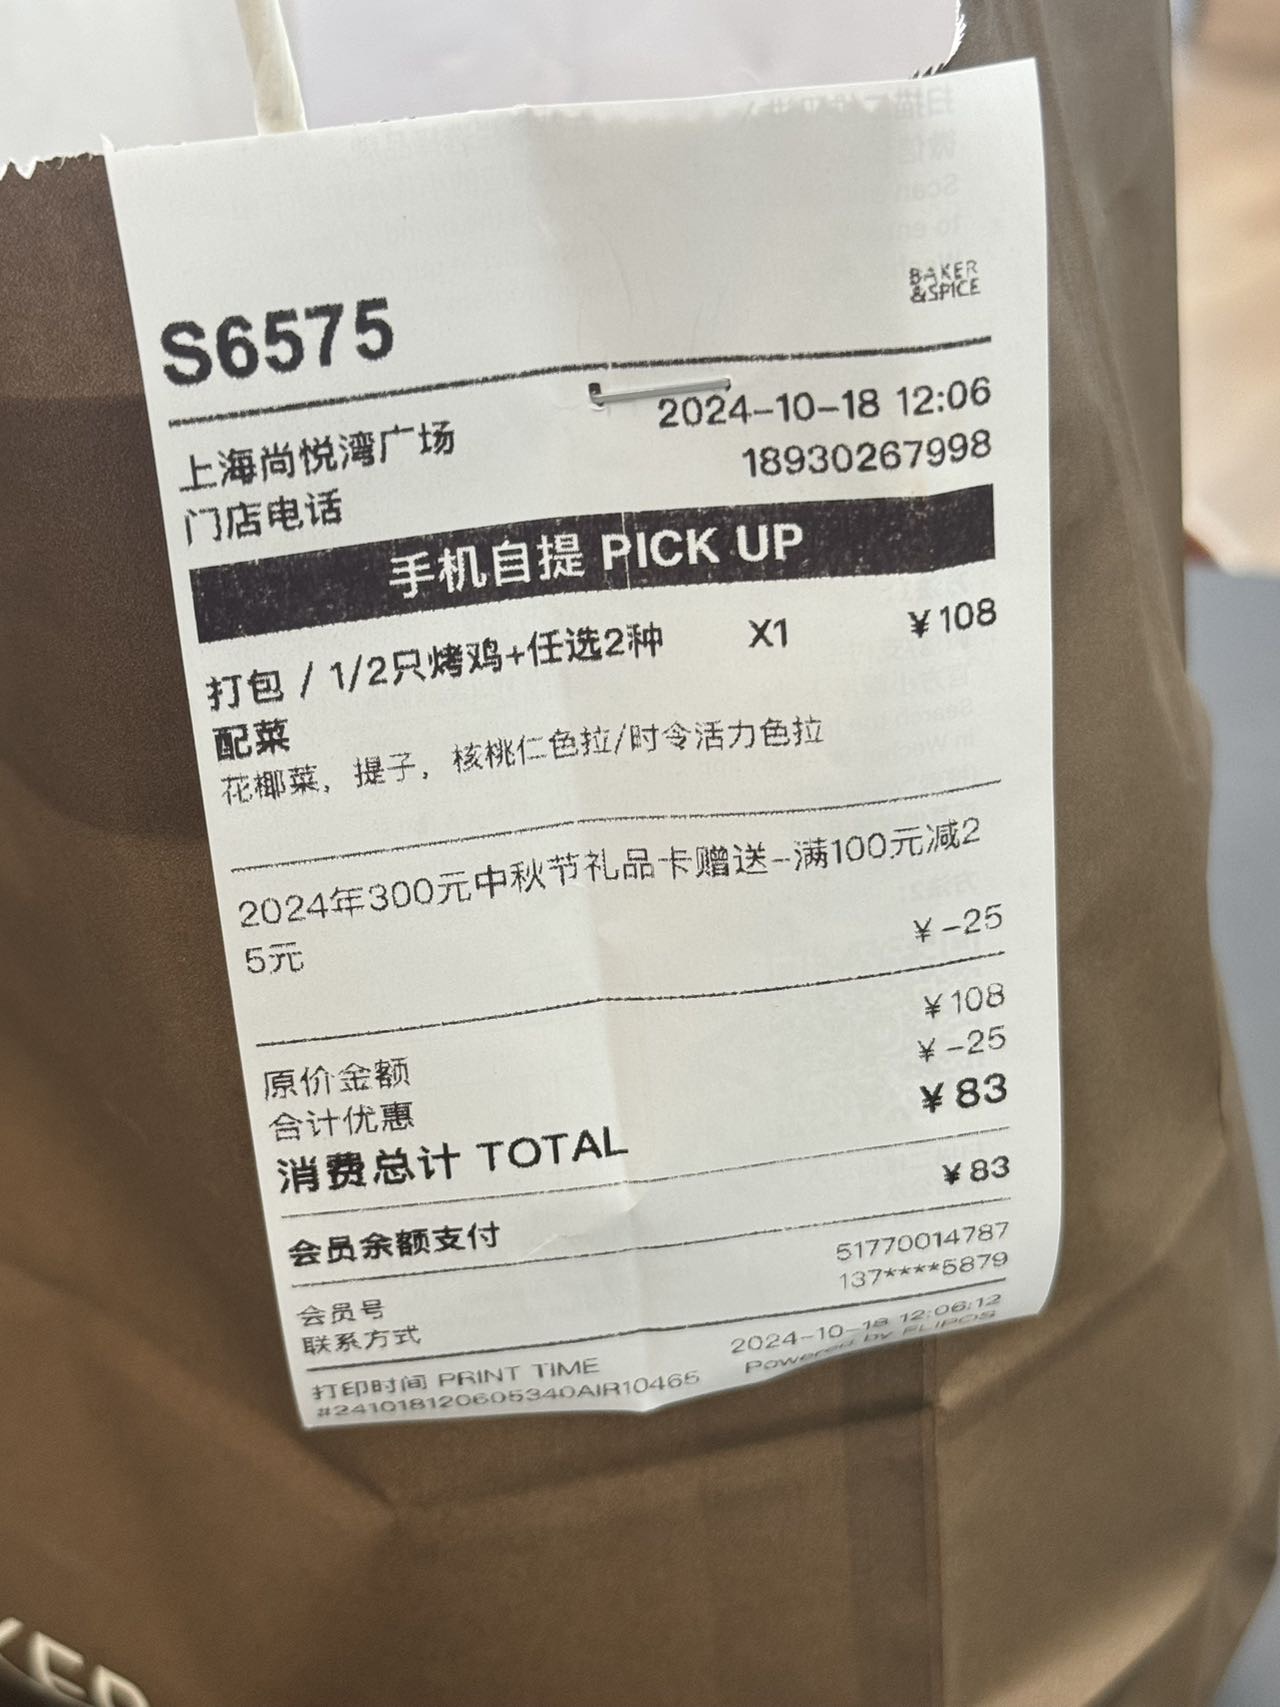 BAKER
&SPICE
S6575
2024-10-18 12:06
上海尚悦湾广场 18930267998
门店电话
手机自提 PICK UP
打包 / 1/2只烤鸡+任选2种 X1 ¥108
配菜
花椰菜，提子，核桃仁色拉/时令活力色拉
2024年300元中秋节礼品卡赠送-满100元减2
5元 ¥-25
原价金额 ¥108
合计优惠 ¥-25
消费总计 TOTAL ¥83
会员余额支付 ¥83
会员号 51770014787
联系方式 137****5879
打印时间 PRINT TIME 2024-10-18 12:06:12
#241018120605340AIR10465 Powered by FLIPOS